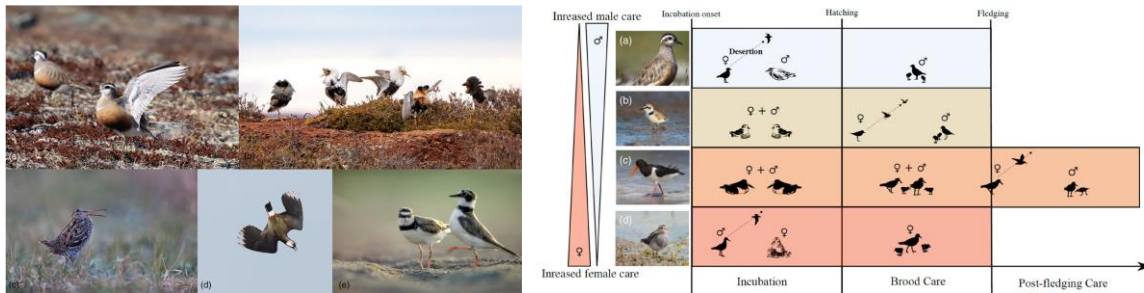 (c)
(d)
(e)
Inreased male care
Incubation onset
Hatching
Fledging
♂
(a)
♀
Desertion
♂
(b)
♀ + ♂
♀
♂
(c)
♀ + ♂
♀ + ♂
♀
♂
(d)
♂
♀
♀
♀
Inreased female care
Incubation
Brood Care
Post-fledging Care